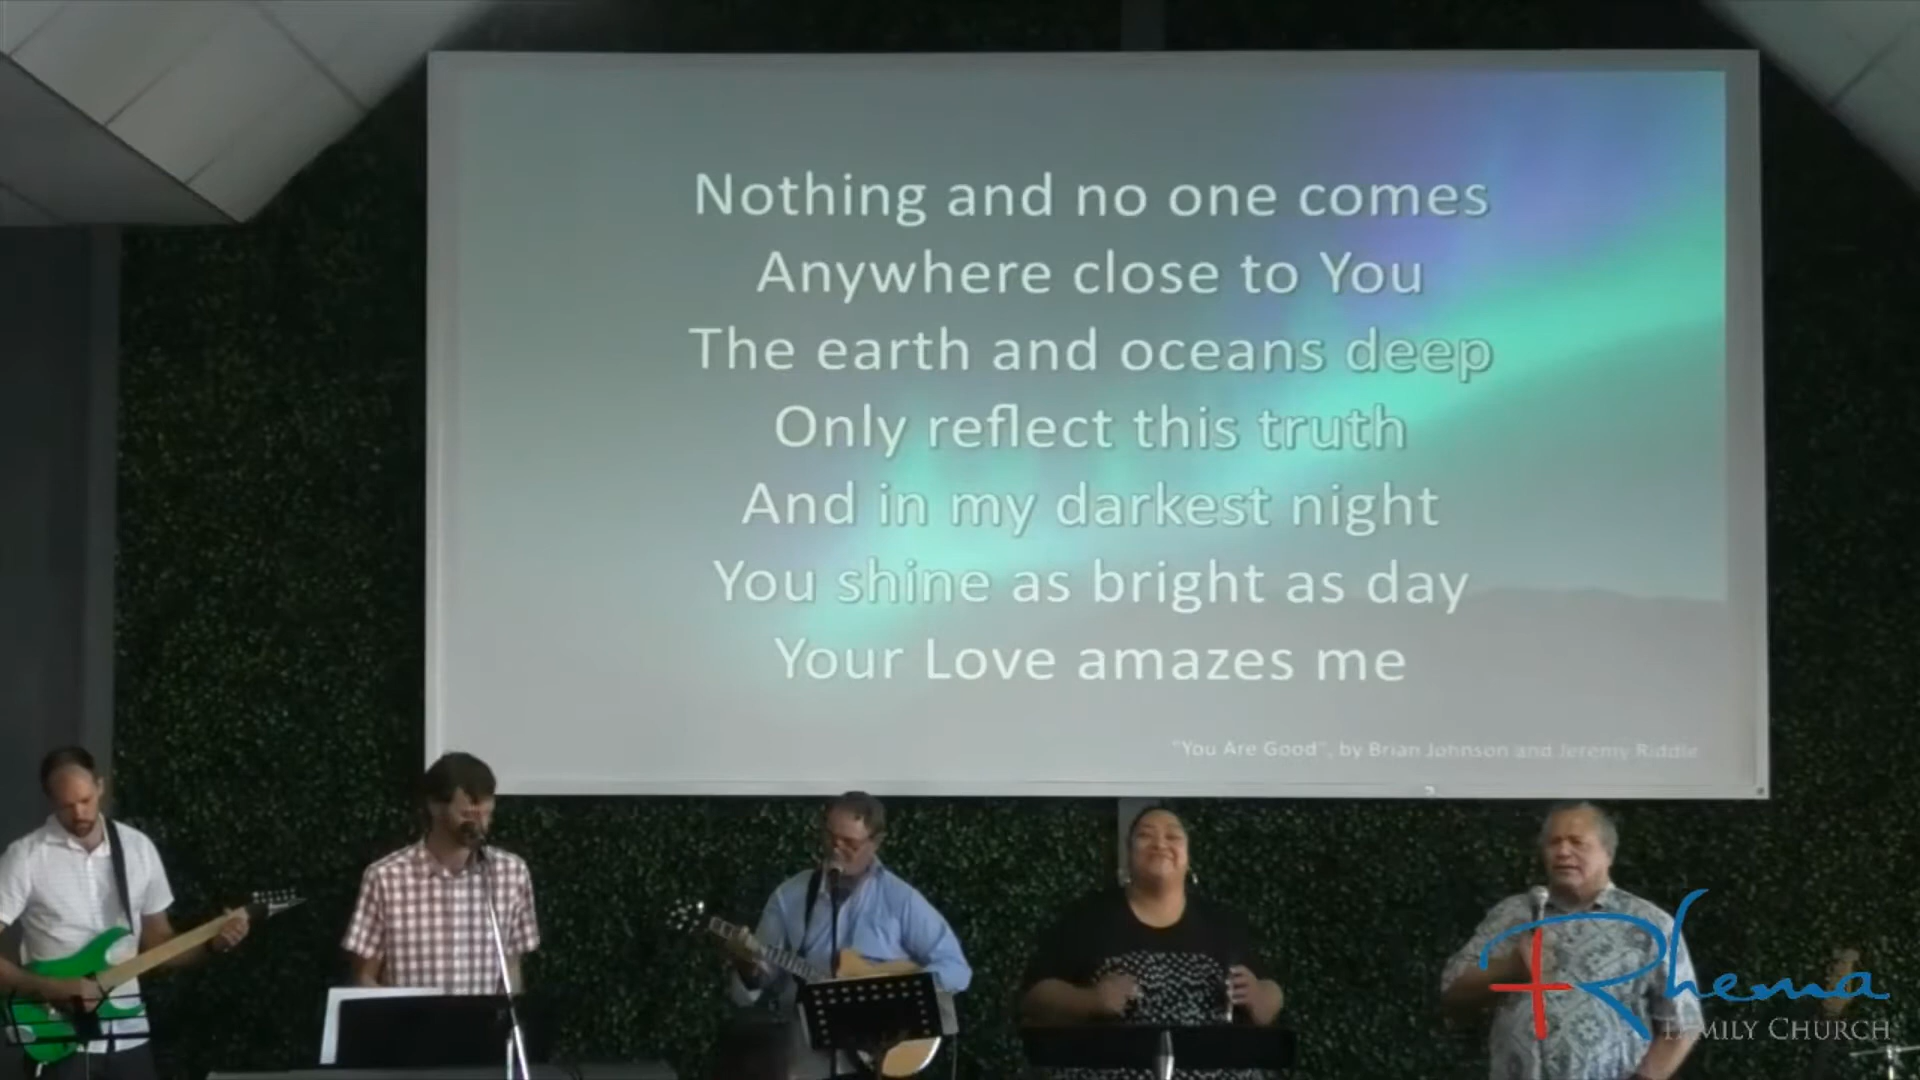 Nothing and no one comes
Anywhere close to You
The earth and oceans deep
Only reflect this truth
And in my darkest night
You shine as bright as day
Your Love amazes me
"You Are Good", by Brian Johnson and Jeremy Riddle
Rhema
Family Church